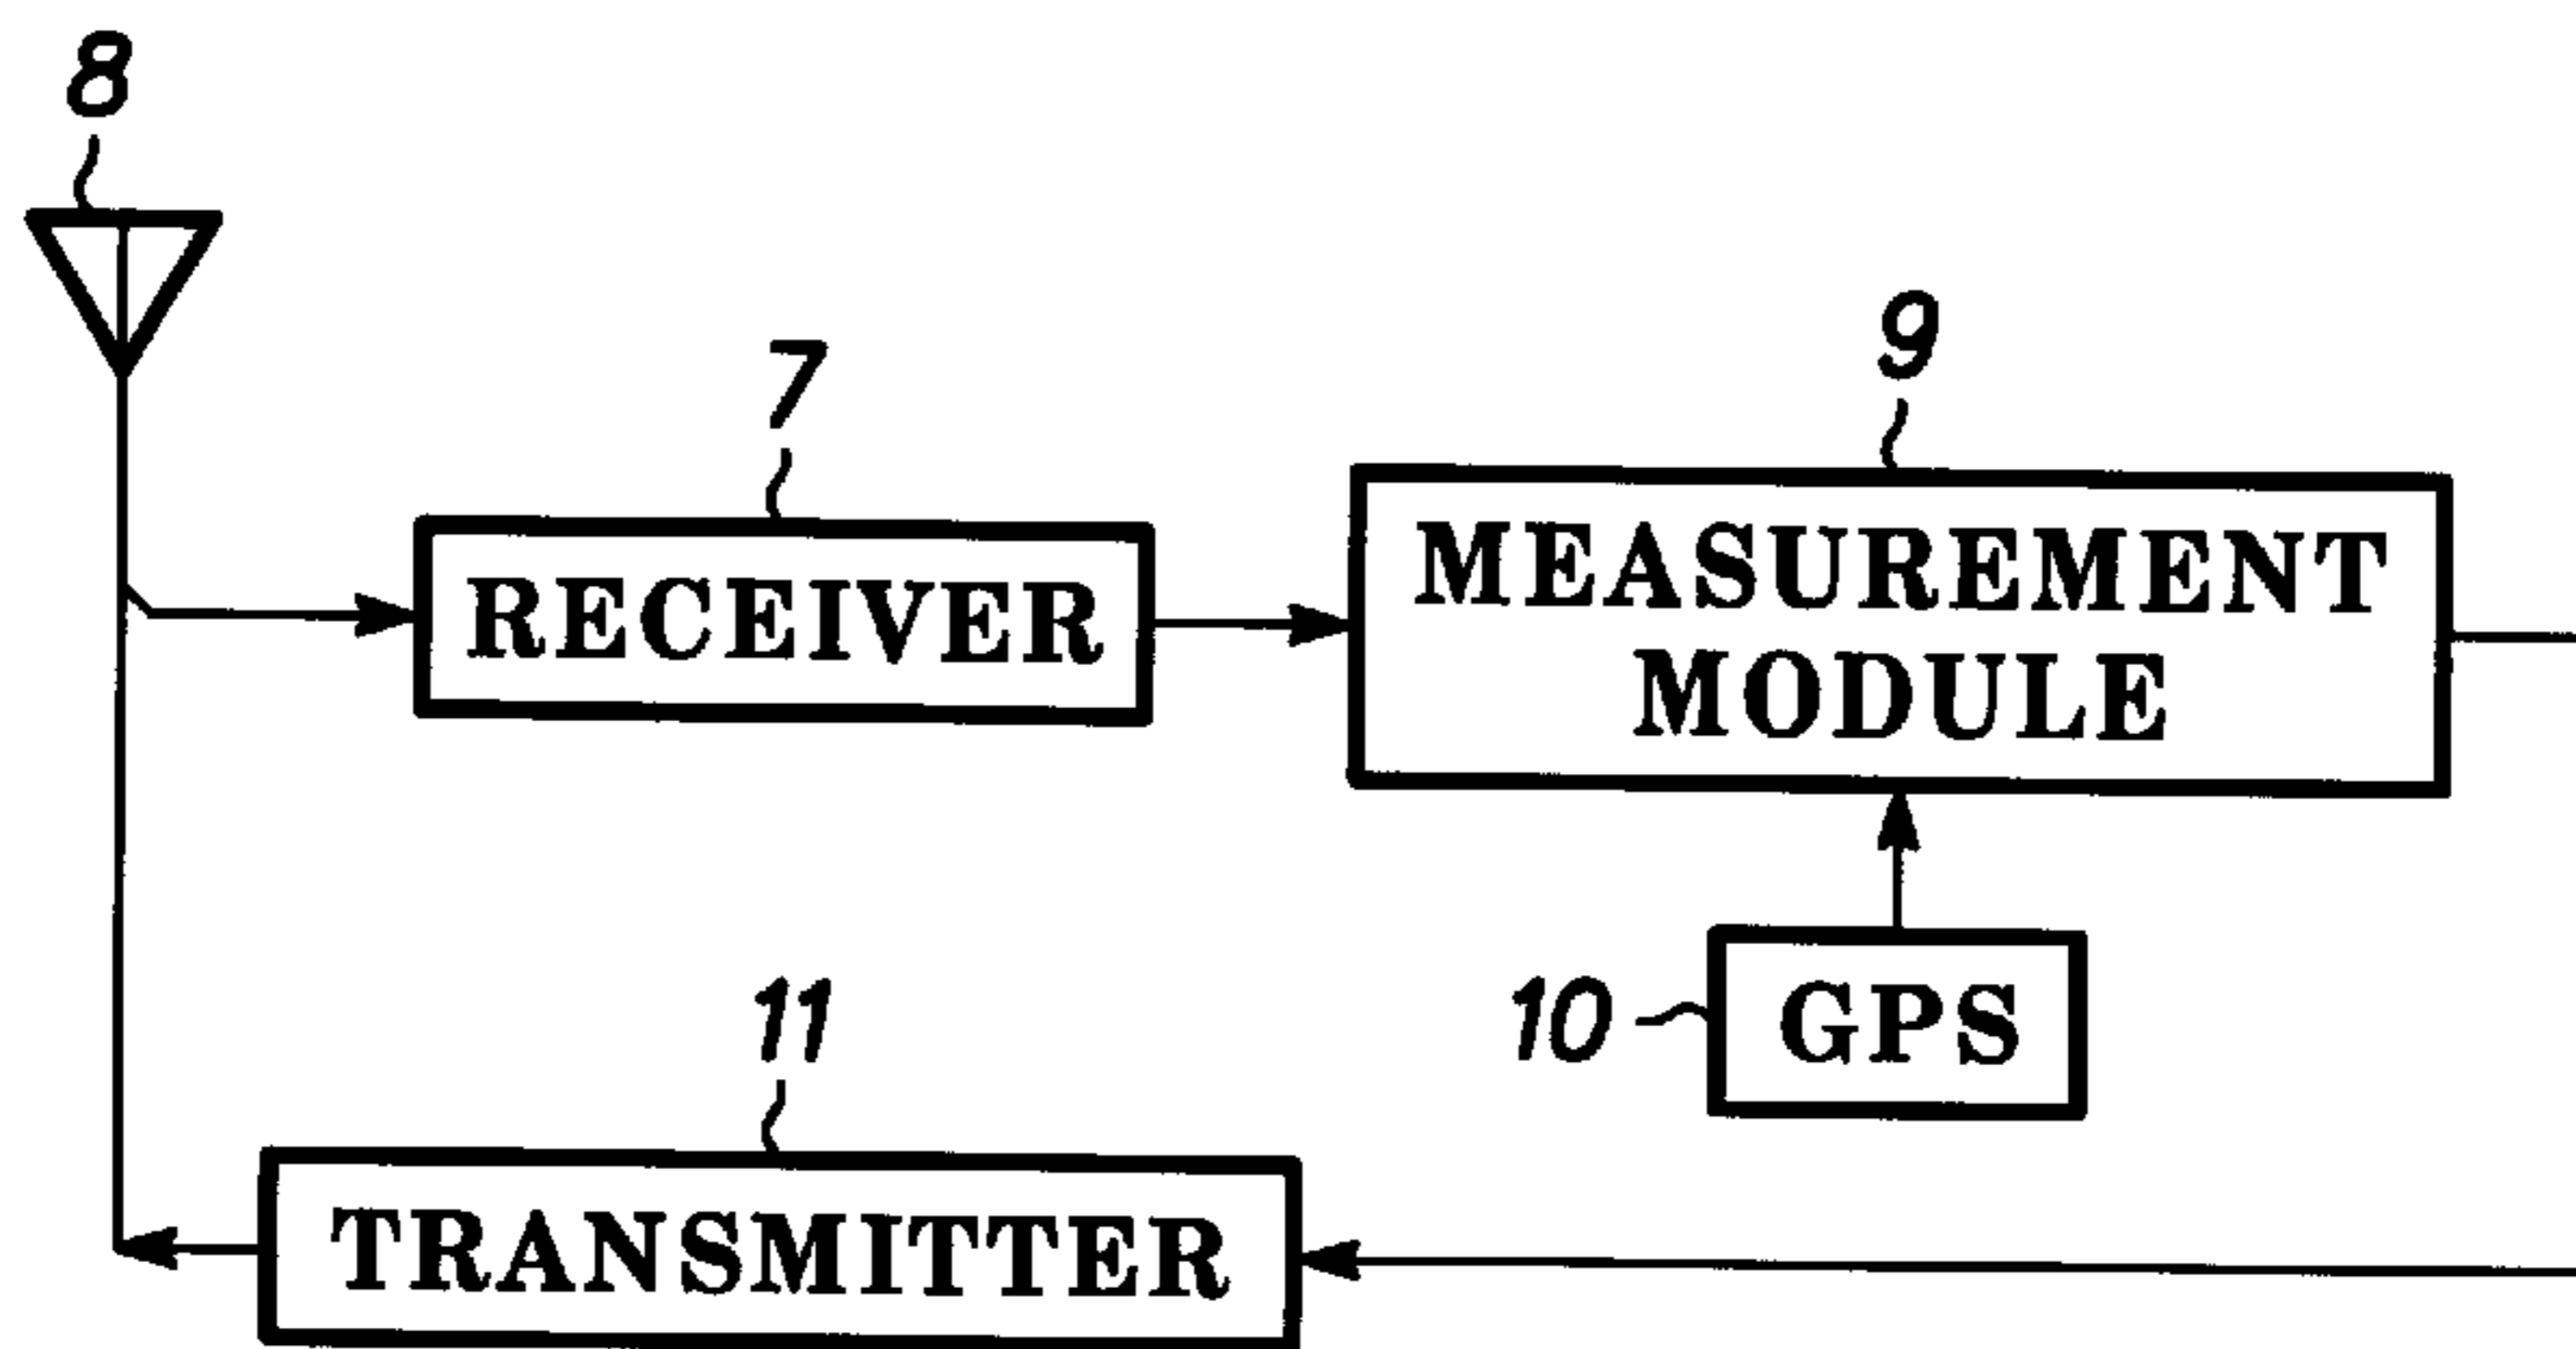 8
7
9
RECEIVER
MEASUREMENT
MODULE
11
10
GPS
TRANSMITTER